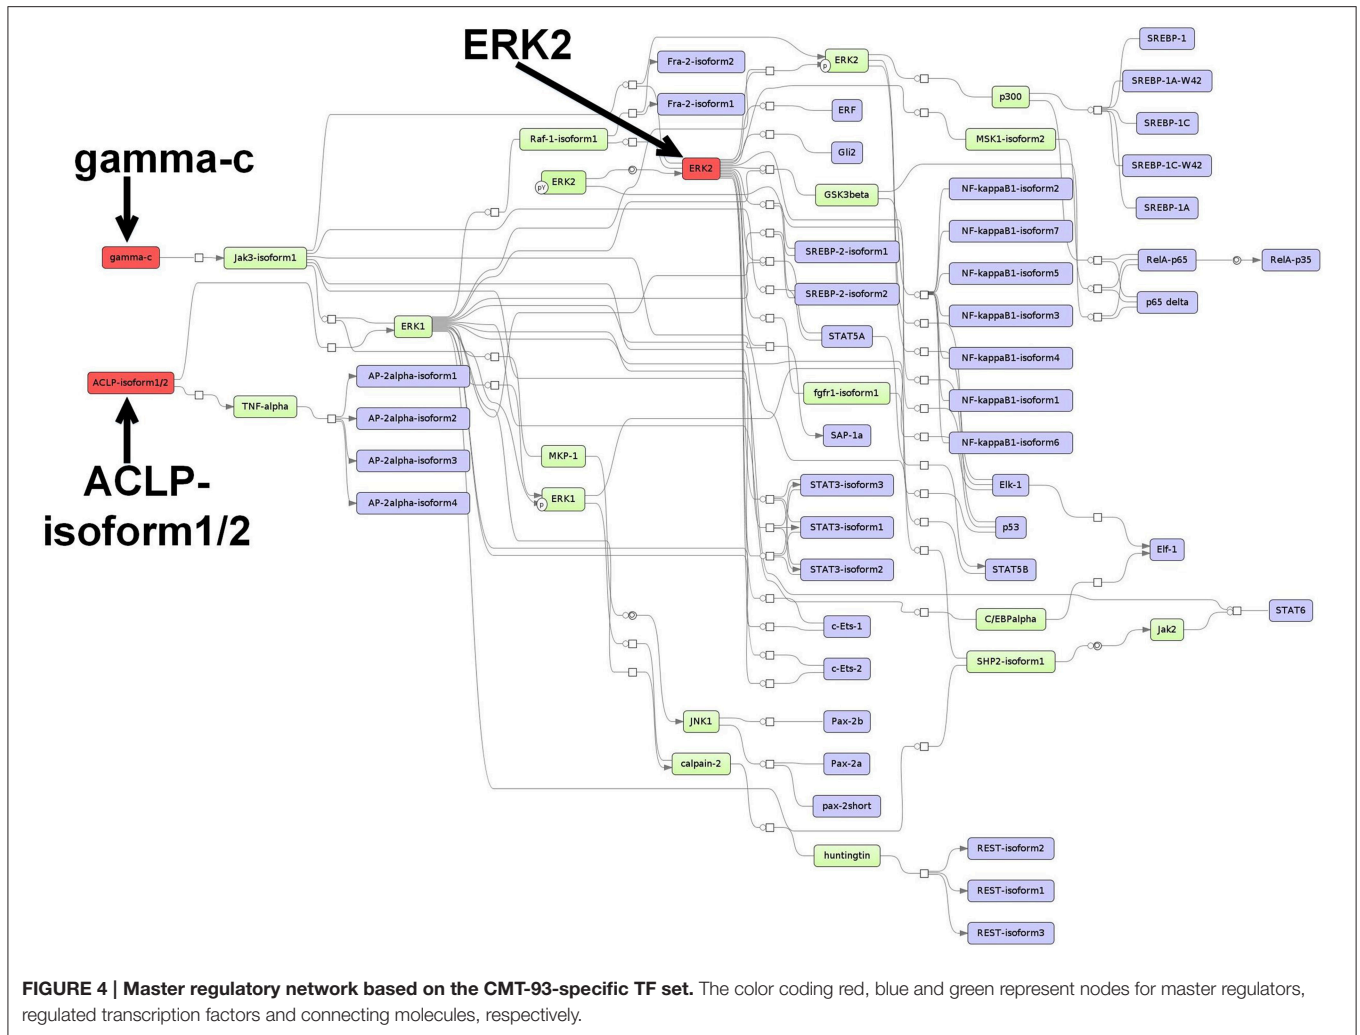 ERK2
gamma-c
ACLP-
isoform1/2
gamma-c
Jak3-isoform1
ERK1
ACLP-isoform1/2
TNF-alpha
AP-2alpha-isoform1
AP-2alpha-isoform2
AP-2alpha-isoform3
AP-2alpha-isoform4
Raf-1-isoform1
pY
ERK2
MKP-1
p
ERK1
Fra-2-isoform2
Fra-2-isoform1
ERK2
JNK1
calpain-2
p
ERK2
ERF
Gli2
GSK3beta
SREBP-2-isoform1
SREBP-2-isoform2
STAT5A
fgfr1-isoform1
SAP-1a
STAT3-isoform3
STAT3-isoform1
STAT3-isoform2
c-Ets-1
c-Ets-2
Pax-2b
Pax-2a
pax-2short
huntingtin
p300
MSK1-isoform2
NF-kappaB1-isoform2
NF-kappaB1-isoform7
NF-kappaB1-isoform5
NF-kappaB1-isoform3
NF-kappaB1-isoform4
NF-kappaB1-isoform1
NF-kappaB1-isoform6
Elk-1
p53
STAT5B
C/EBPalpha
SHP2-isoform1
REST-isoform2
REST-isoform1
REST-isoform3
SREBP-1
SREBP-1A-W42
SREBP-1C
SREBP-1C-W42
SREBP-1A
RelA-p65
p65 delta
Elf-1
Jak2
RelA-p35
STAT6
FIGURE 4 | Master regulatory network based on the CMT-93-specific TF set. The color coding red, blue and green represent nodes for master regulators,
regulated transcription factors and connecting molecules, respectively.